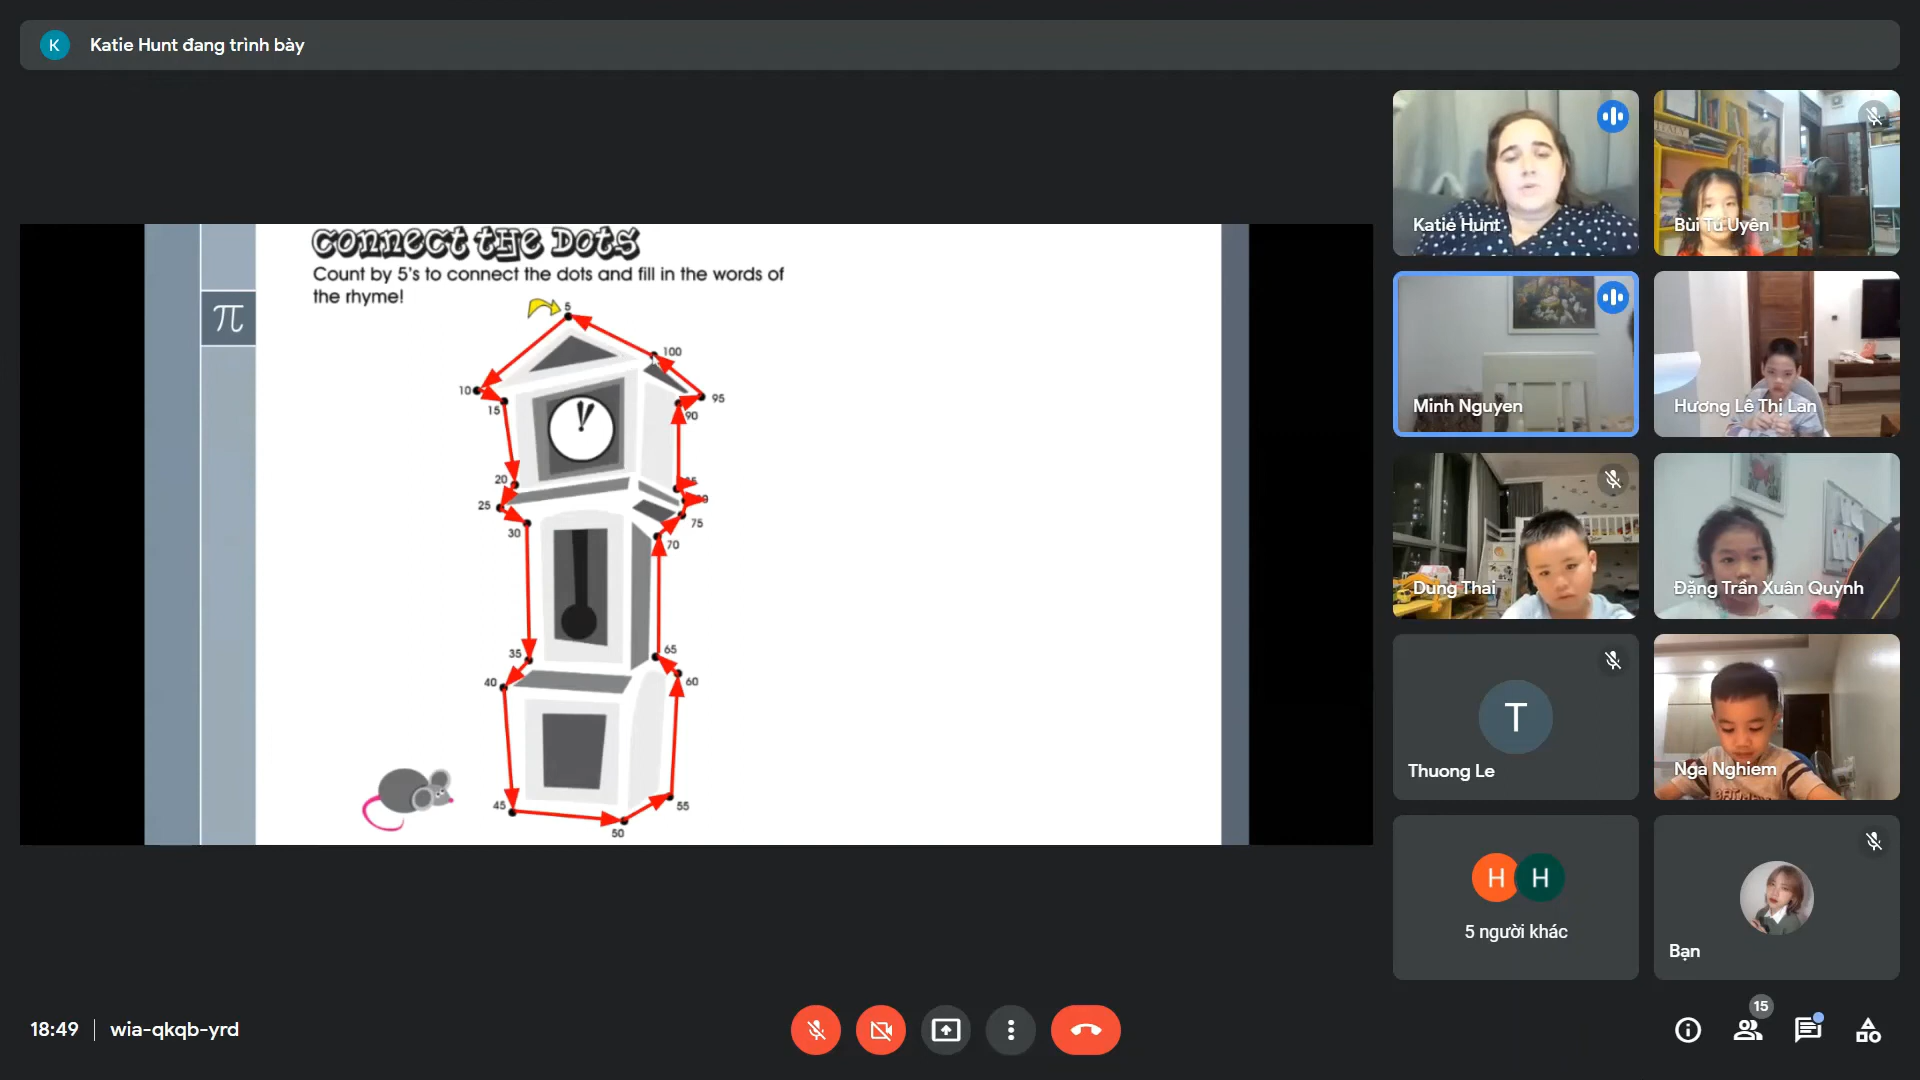 K
Katie Hunt đang trình bày
CONNECT THE DOTS
Count by 5's to connect the dots and fill in the words of
the rhyme!
π
5
100
10
95
15
90
20
25
75
30
70
35
65
40
60
45
55
50
Katie Hunt
Bùi Tú Uyên
Minh Nguyen
Hương Lê Thị Lan
Dung Thai
Đặng Trần Xuân Quỳnh
T
Thuong Le
Nga Nghiem
H
H
5 người khác
Bạn
18:49
wia-qkqb-yrd
15